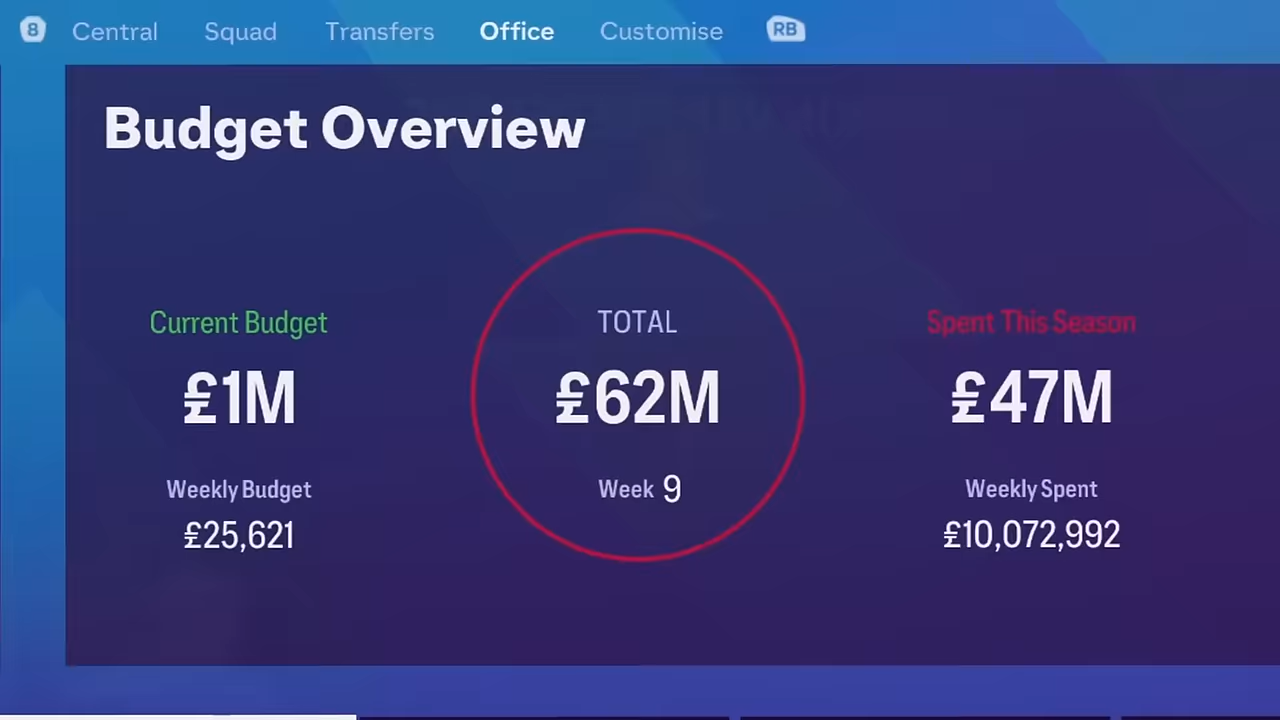 8 Central Squad Transfers Office Customise RB
Budget Overview
Current Budget
£1M
Weekly Budget
£25,621
TOTAL
£62M
Week 9
Spent This Season
£47M
Weekly Spent
£10,072,992